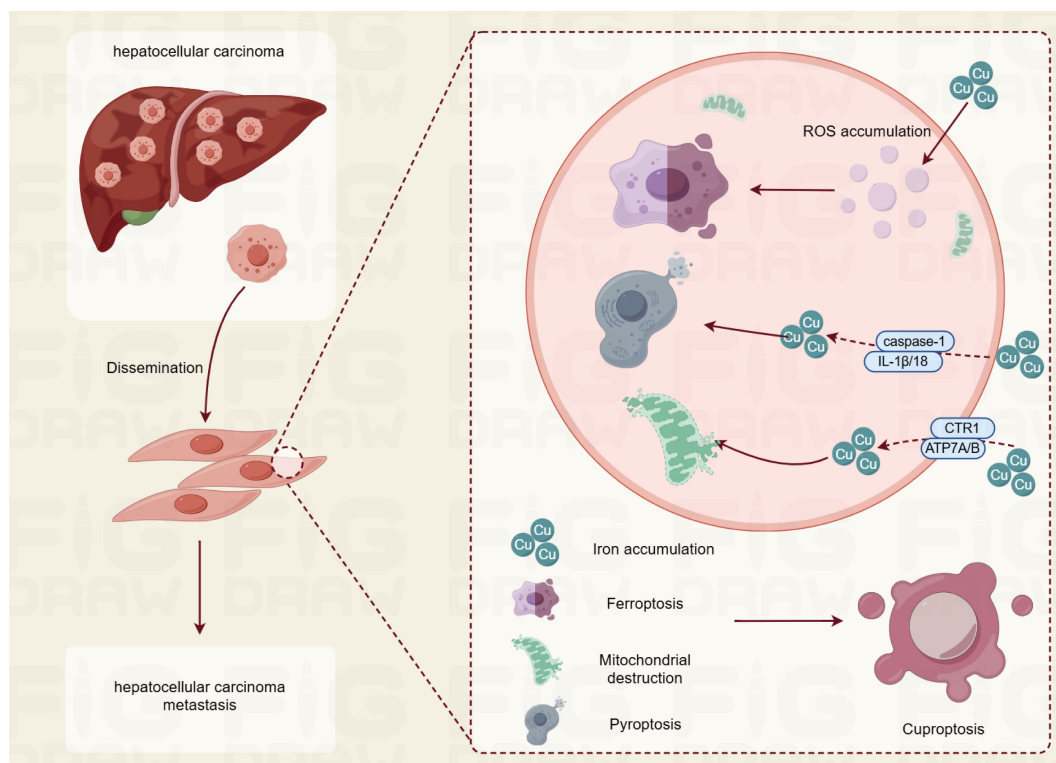 hepatocellular carcinoma
Dissemination
hepatocellular carcinoma
metastasis
Cu
Cu
Cu
ROS accumulation
Cu
Cu
Cu
caspase-1
IL-1β/18
Cu
Cu
Cu
Cu
Cu
Cu
CTR1
ATP7A/B
Cu
Cu
Cu
Cu
Cu
Cu
Iron accumulation
Ferroptosis
Mitochondrial
destruction
Pyroptosis
Cuproptosis
FIG
DRAW